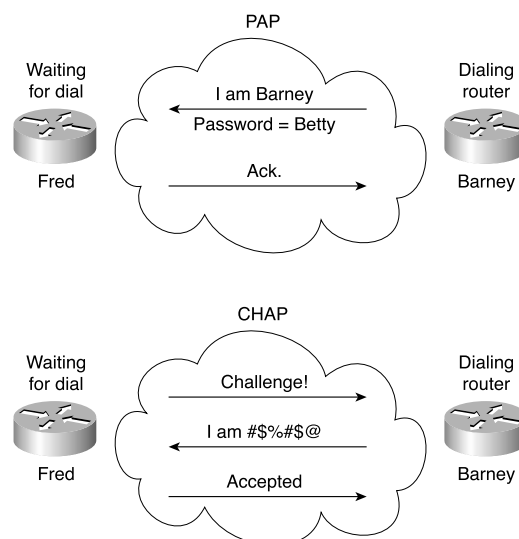 PAP
Waiting
for dial
Fred
I am Barney
Password = Betty
Ack.
Dialing
router
Barney
CHAP
Waiting
for dial
Fred
Challenge!
I am #$%#$@
Accepted
Dialing
router
Barney